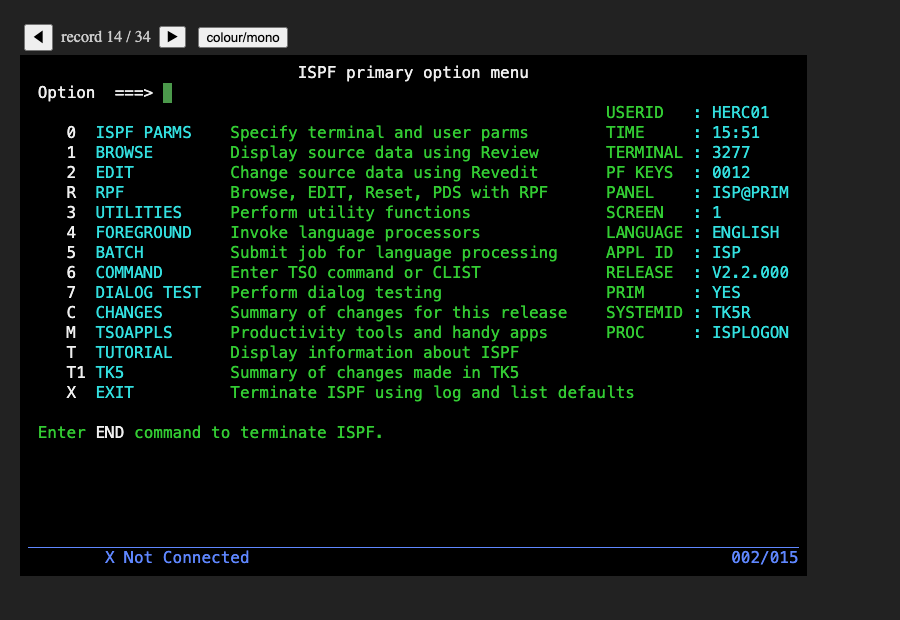 ◀ record 14 / 34 ▶ colour/mono
ISPF primary option menu
Option ===>
USERID : HERC01
0 ISPF PARMS Specify terminal and user parms TIME : 15:51
1 BROWSE Display source data using Review TERMINAL : 3277
2 EDIT Change source data using Revedit PF KEYS : 0012
R RPF Browse, EDIT, Reset, PDS with RPF PANEL : ISP@PRIM
3 UTILITIES Perform utility functions SCREEN : 1
4 FOREGROUND Invoke language processors LANGUAGE : ENGLISH
5 BATCH Submit job for language processing APPL ID : ISP
6 COMMAND Enter TSO command or CLIST RELEASE : V2.2.000
7 DIALOG TEST Perform dialog testing PRIM : YES
C CHANGES Summary of changes for this release SYSTEMID : TK5R
M TSOAPPLS Productivity tools and handy apps PROC : ISPLOGON
T TUTORIAL Display information about ISPF
T1 TK5 Summary of changes made in TK5
X EXIT Terminate ISPF using log and list defaults
Enter END command to terminate ISPF.
X Not Connected 002/015